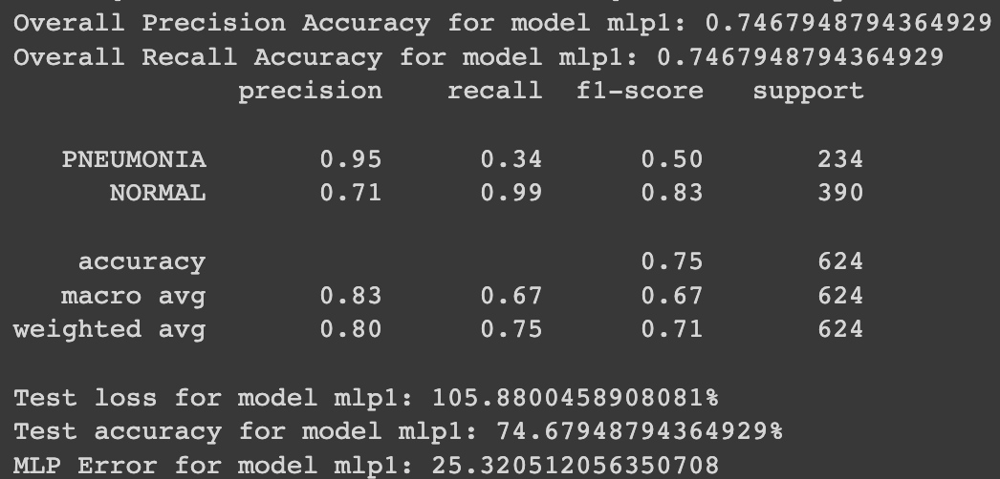 Overall Precision Accuracy for model mlp1: 0.7467948794364929
Overall Recall Accuracy for model mlp1: 0.7467948794364929
precision recall f1-score support
PNEUMONIA 0.95 0.34 0.50 234
NORMAL 0.71 0.99 0.83 390
accuracy 0.75 624
macro avg 0.83 0.67 0.67 624
weighted avg 0.80 0.75 0.71 624
Test loss for model mlp1: 105.8800458908081%
Test accuracy for model mlp1: 74.67948794364929%
MLP Error for model mlp1: 25.320512056350708